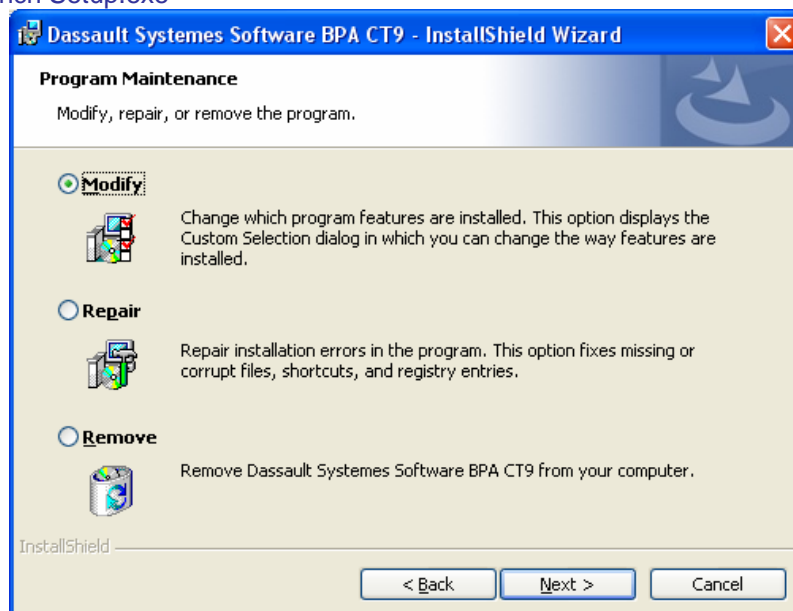 Setup.exe
Dassault Systemes Software BPA CT9 - InstallShield Wizard
Program Maintenance
Modify, repair, or remove the program.
Modify
Change which program features are installed. This option displays the
Custom Selection dialog in which you can change the way features are
installed.
Repair
Repair installation errors in the program. This option fixes missing or
corrupt files, shortcuts, and registry entries.
Remove
Remove Dassault Systemes Software BPA CT9 from your computer.
InstallShield
< Back
Next >
Cancel